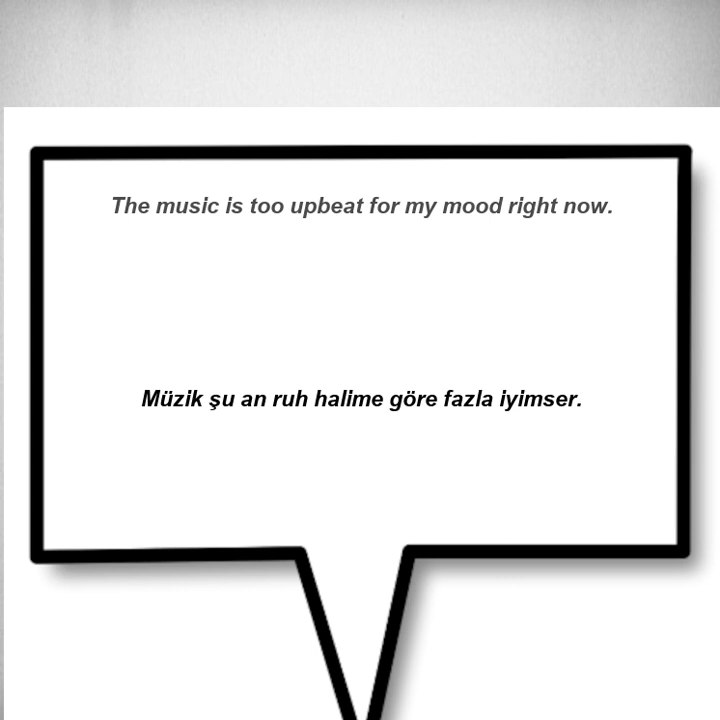 The music is too upbeat for my mood right now.
Müzik şu an ruh halime göre fazla iyimser.